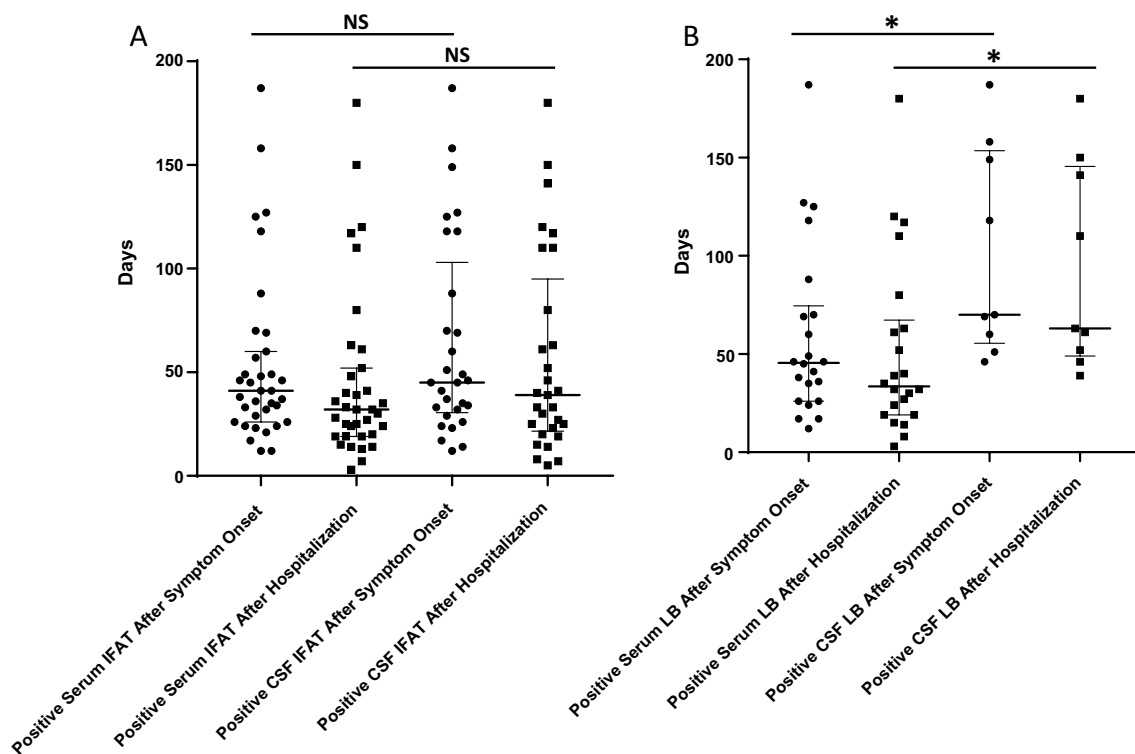 A
NS
NS
Days
200
150
100
50
0
Positive Serum IFAT After Symptom Onset
Positive Serum IFAT After Hospitalization
Positive CSF IFAT After Symptom Onset
Positive CSF IFAT After Hospitalization
B
*
*
Days
200
150
100
50
0
Positive Serum LB After Symptom Onset
Positive Serum LB After Hospitalization
Positive CSF LB After Symptom Onset
Positive CSF LB After Hospitalization